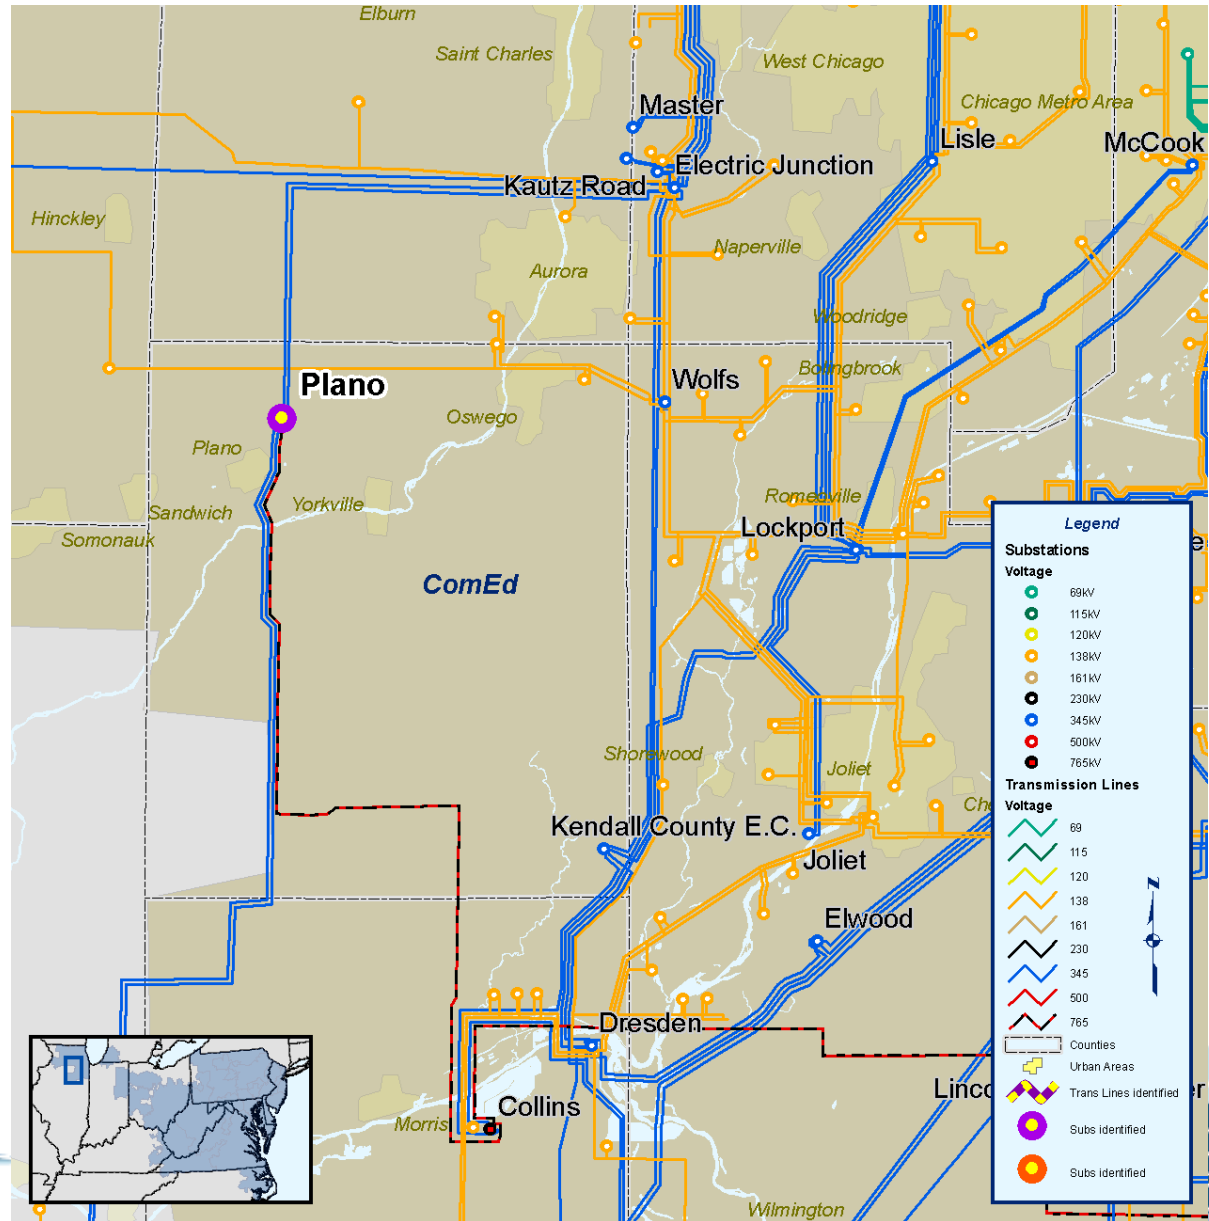 Elburn
Saint Charles
West Chicago
Master
Chicago Metro Area
Lisle
McCook
Electric Junction
Kautz Road
Hinckley
Naperville
Aurora
Woodridge
Plano
Wolfs
Bolingbrook
Oswego
Plano
Yorkville
Sandwich
Romeoville
Lockport
Somonauk
ComEd
Shorewood
Joliet
Kendall County E.C.
Joliet
Elwood
Dresden
Collins
Morris
Wilmington
Legend
Substations
Voltage
69kV
115kV
120kV
138kV
161kV
230kV
345kV
500kV
765kV
Transmission Lines
Voltage
69
115
120
138
161
230
345
500
765
Counties
Urban Areas
Trans Lines identified
Subs identified
Subs identified
N